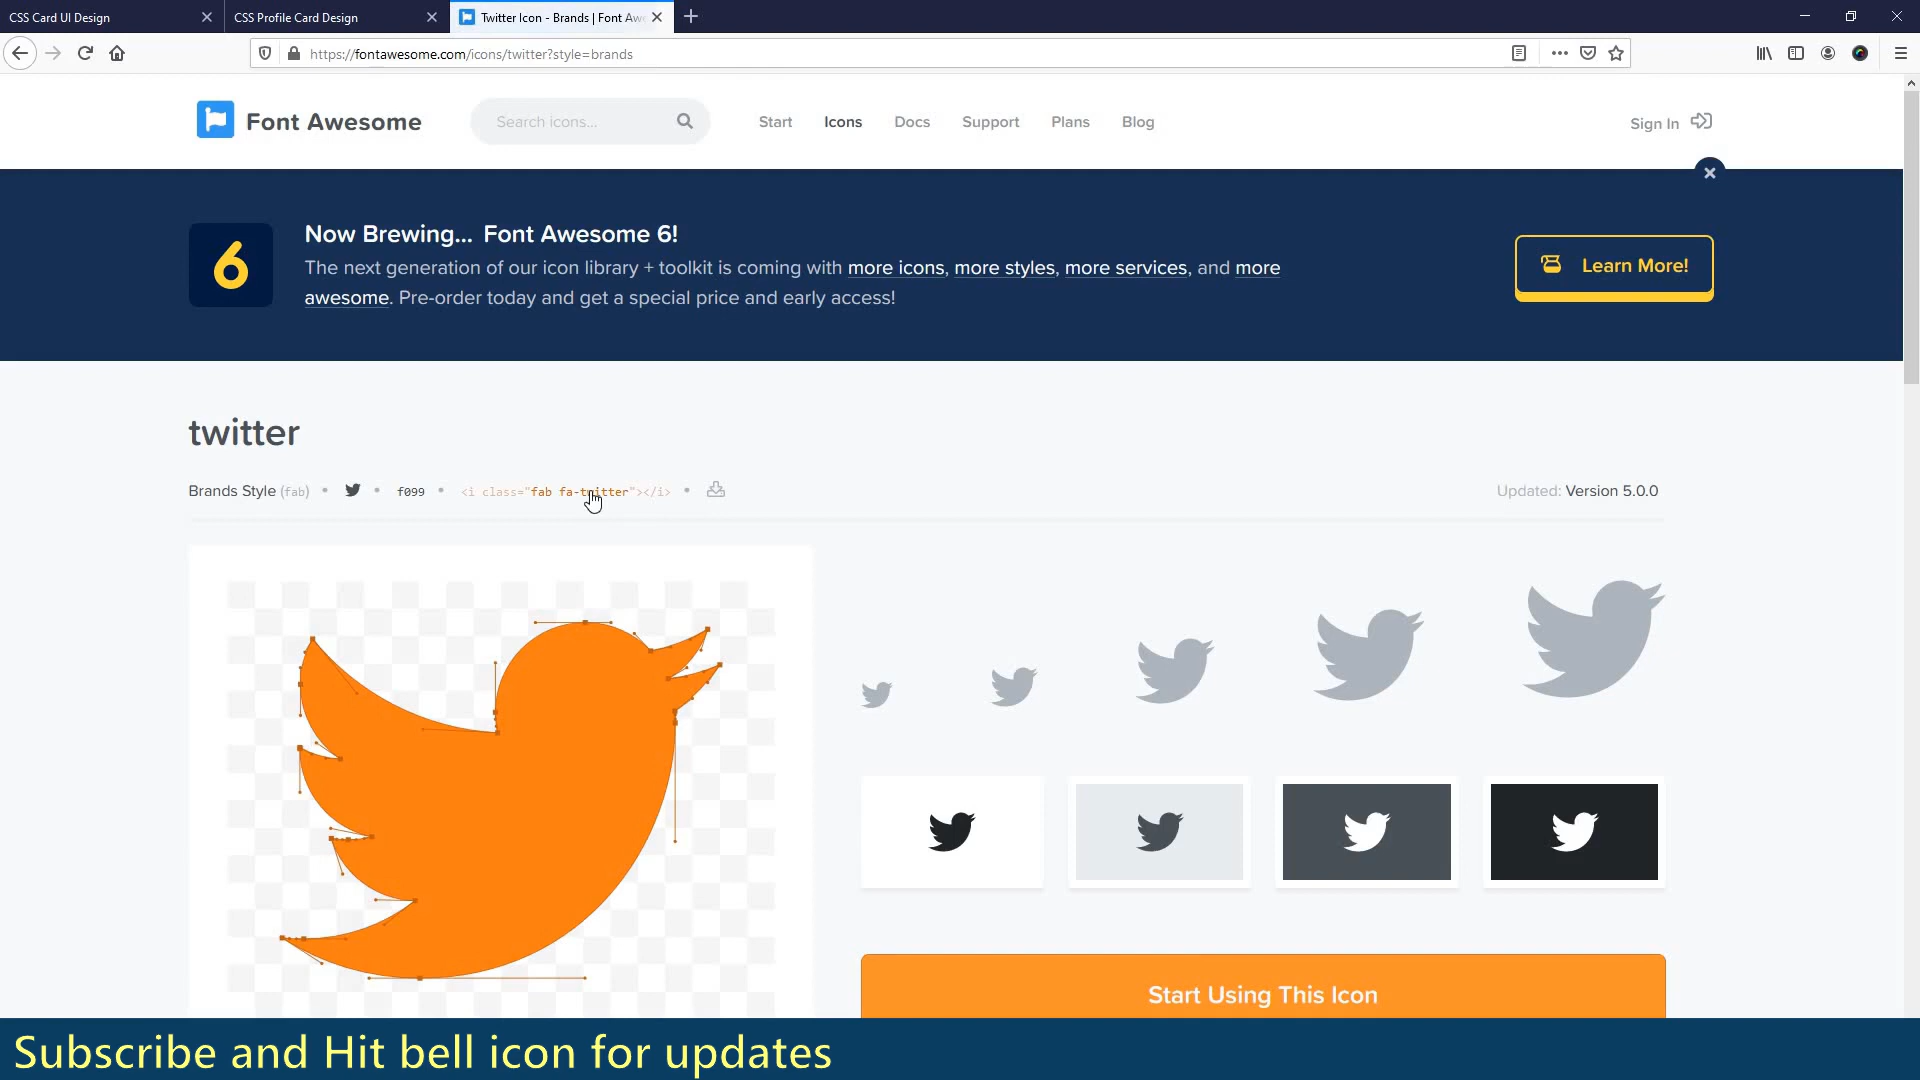 CSS Card UI Design
CSS Profile Card Design
Twitter Icon - Brands | Font Aw
https://fontawesome.com/icons/twitter?style=brands
Font Awesome
Search icons...
Start
Icons
Docs
Support
Plans
Blog
Sign In
6
Now Brewing... Font Awesome 6!
The next generation of our icon library + toolkit is coming with more icons, more styles, more services, and more
awesome. Pre-order today and get a special price and early access!
Learn More!
twitter
Brands Style (fab) • • f099 • <i class="fab fa-twitter"></i> •
Updated: Version 5.0.0
Start Using This Icon
Subscribe and Hit bell icon for updates